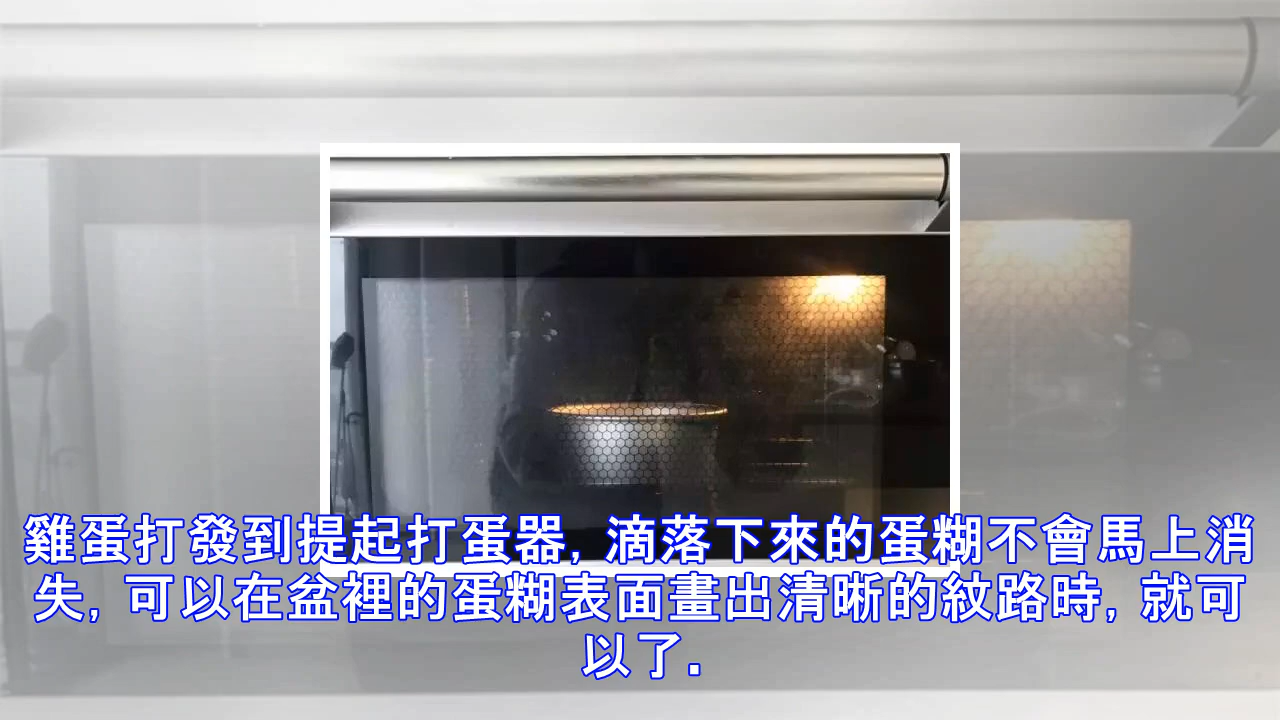 雞蛋打發到提起打蛋器, 滴落下來的蛋糊不會馬上消
失, 可以在盆裡的蛋糊表面畫出清晰的紋路時, 就可
以了.